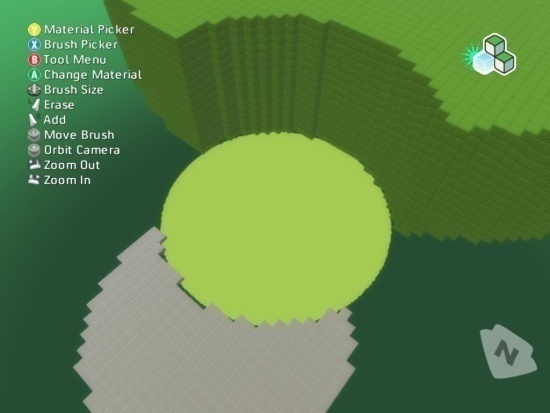 Y Material Picker
X Brush Picker
B Tool Menu
A Change Material
Brush Size
Erase
Add
Move Brush
Orbit Camera
Zoom Out
Zoom In
N